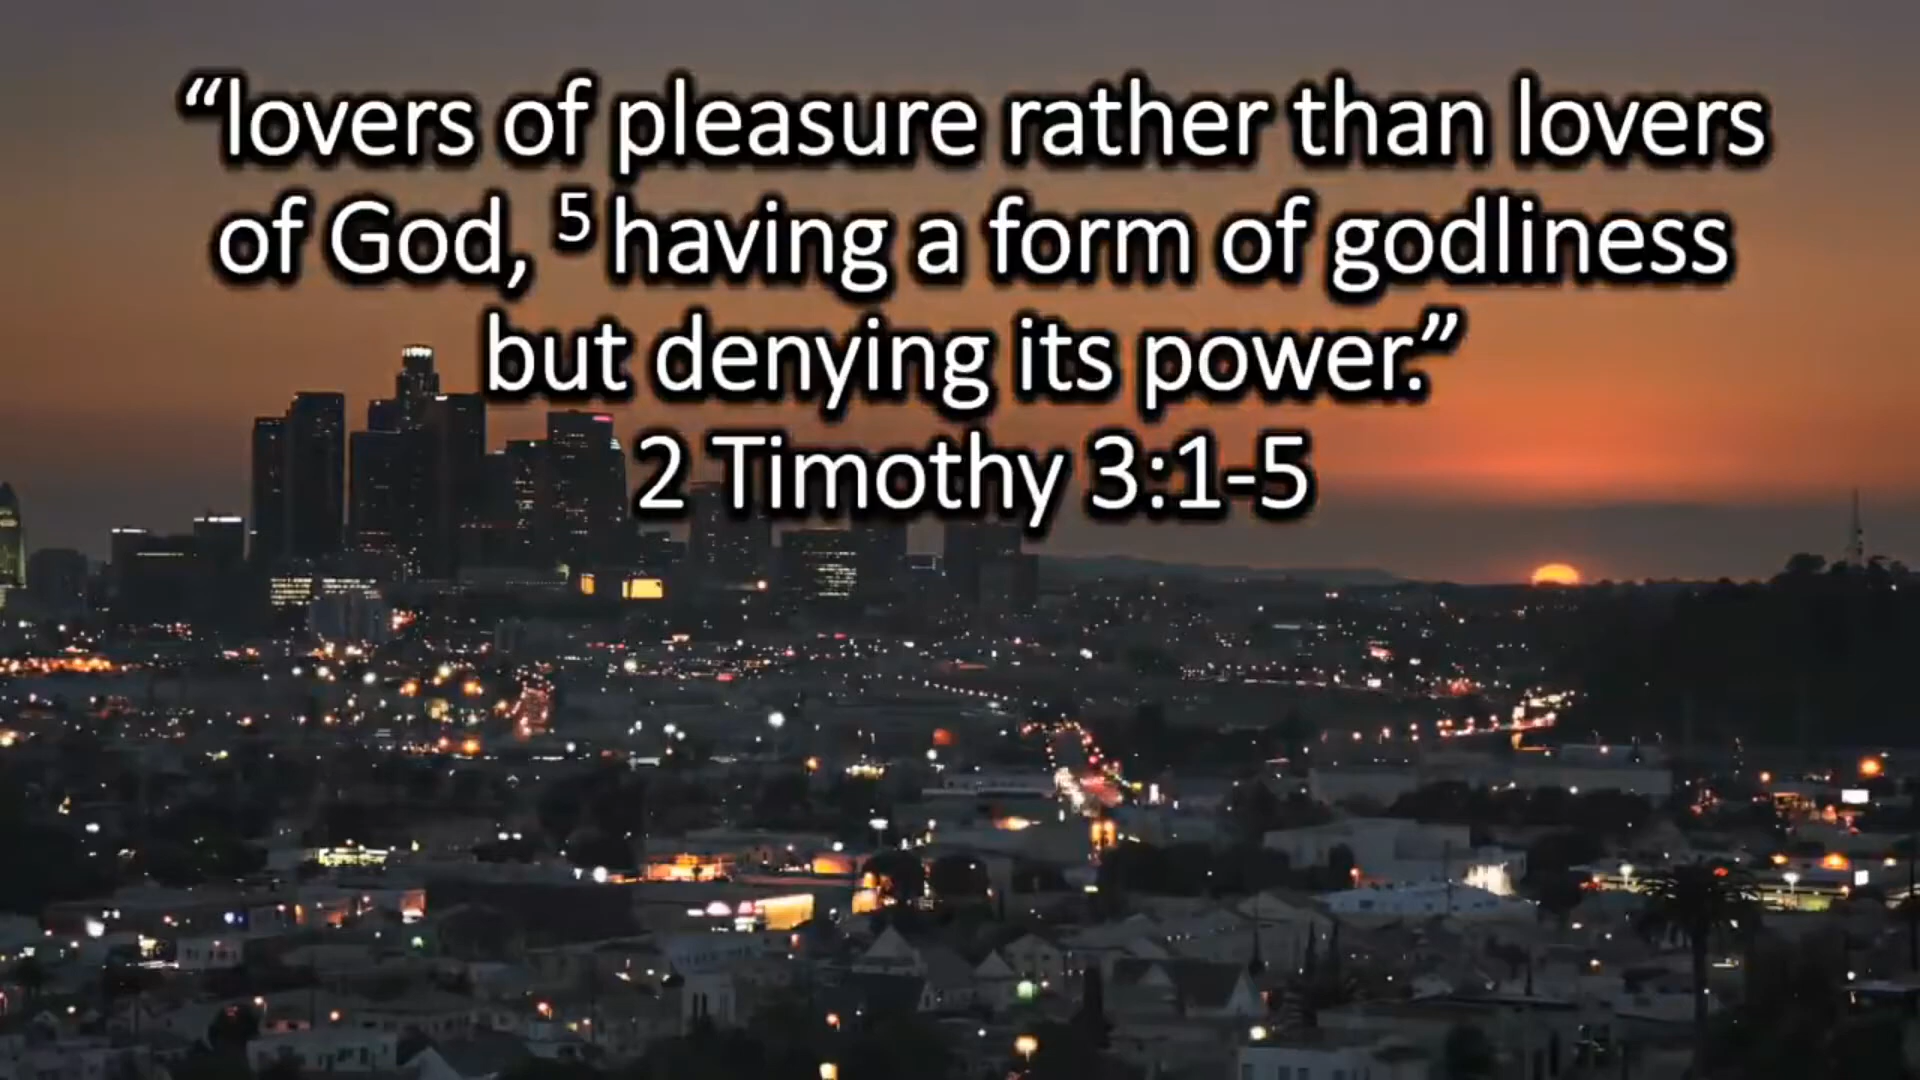 “lovers of pleasure rather than lovers
of God, ⁵ having a form of godliness
but denying its power.”
2 Timothy 3:1-5